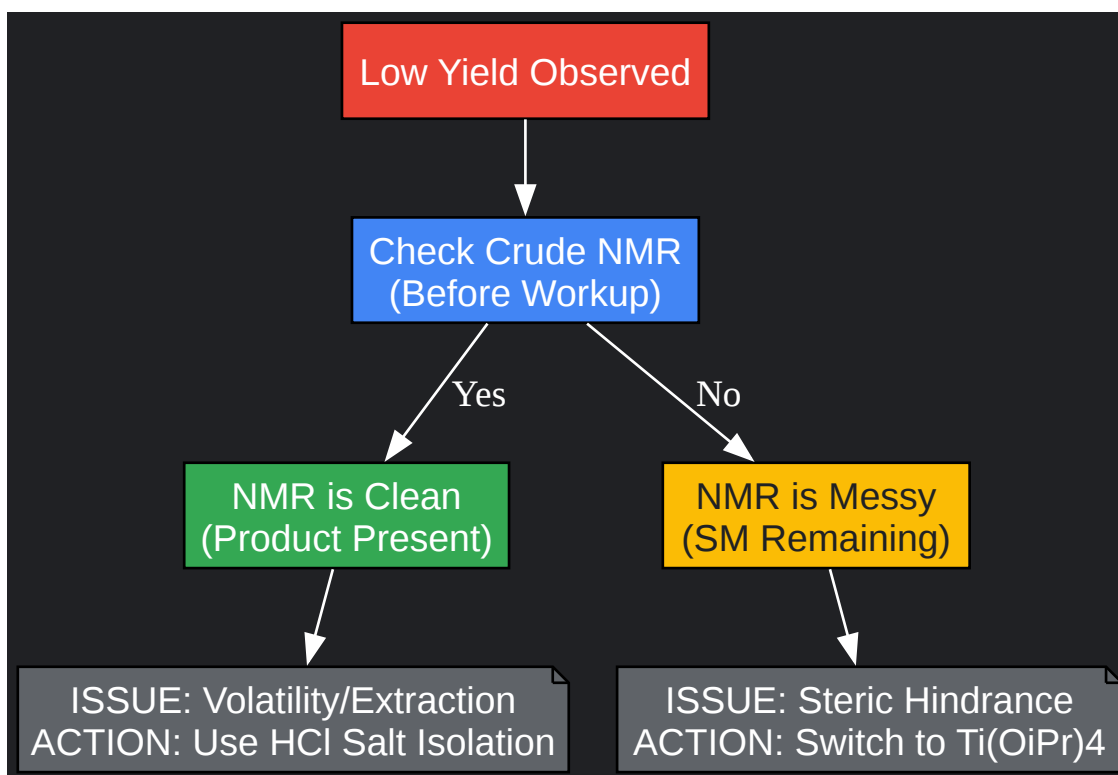 Low Yield Observed
Check Crude NMR
(Before Workup)
Yes
No
NMR is Clean
(Product Present)
NMR is Messy
(SM Remaining)
ISSUE: Volatility/Extraction
ACTION: Use HCl Salt Isolation
ISSUE: Steric Hindrance
ACTION: Switch to Ti(OiPr)4